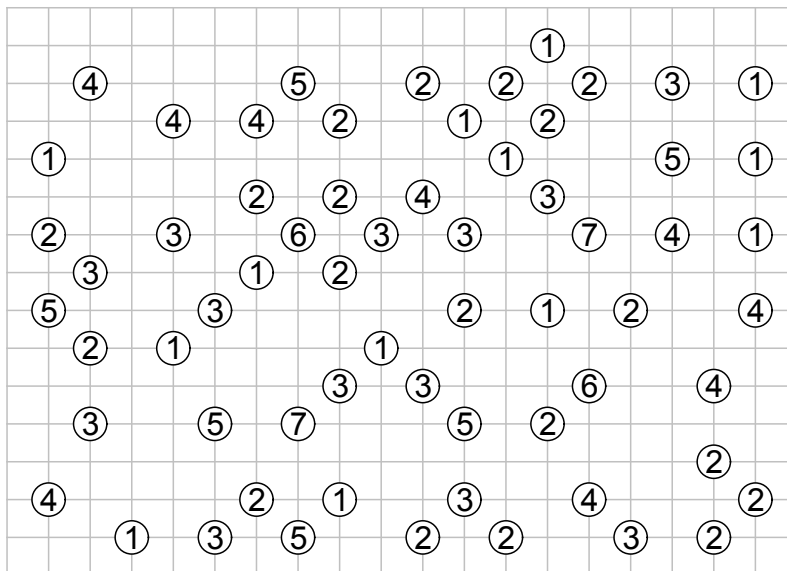 1
4 5 2 2 2 3 1
4 4 2 1 2
1 1 5 1
2 2 4 3
2 3 6 3 3 7 4 1
3 1 2
5 3 2 1 2 4
2 1 1
3 3 6 4
3 5 7 5 2
2
4 2 1 3 4 2
1 3 5 2 2 3 2